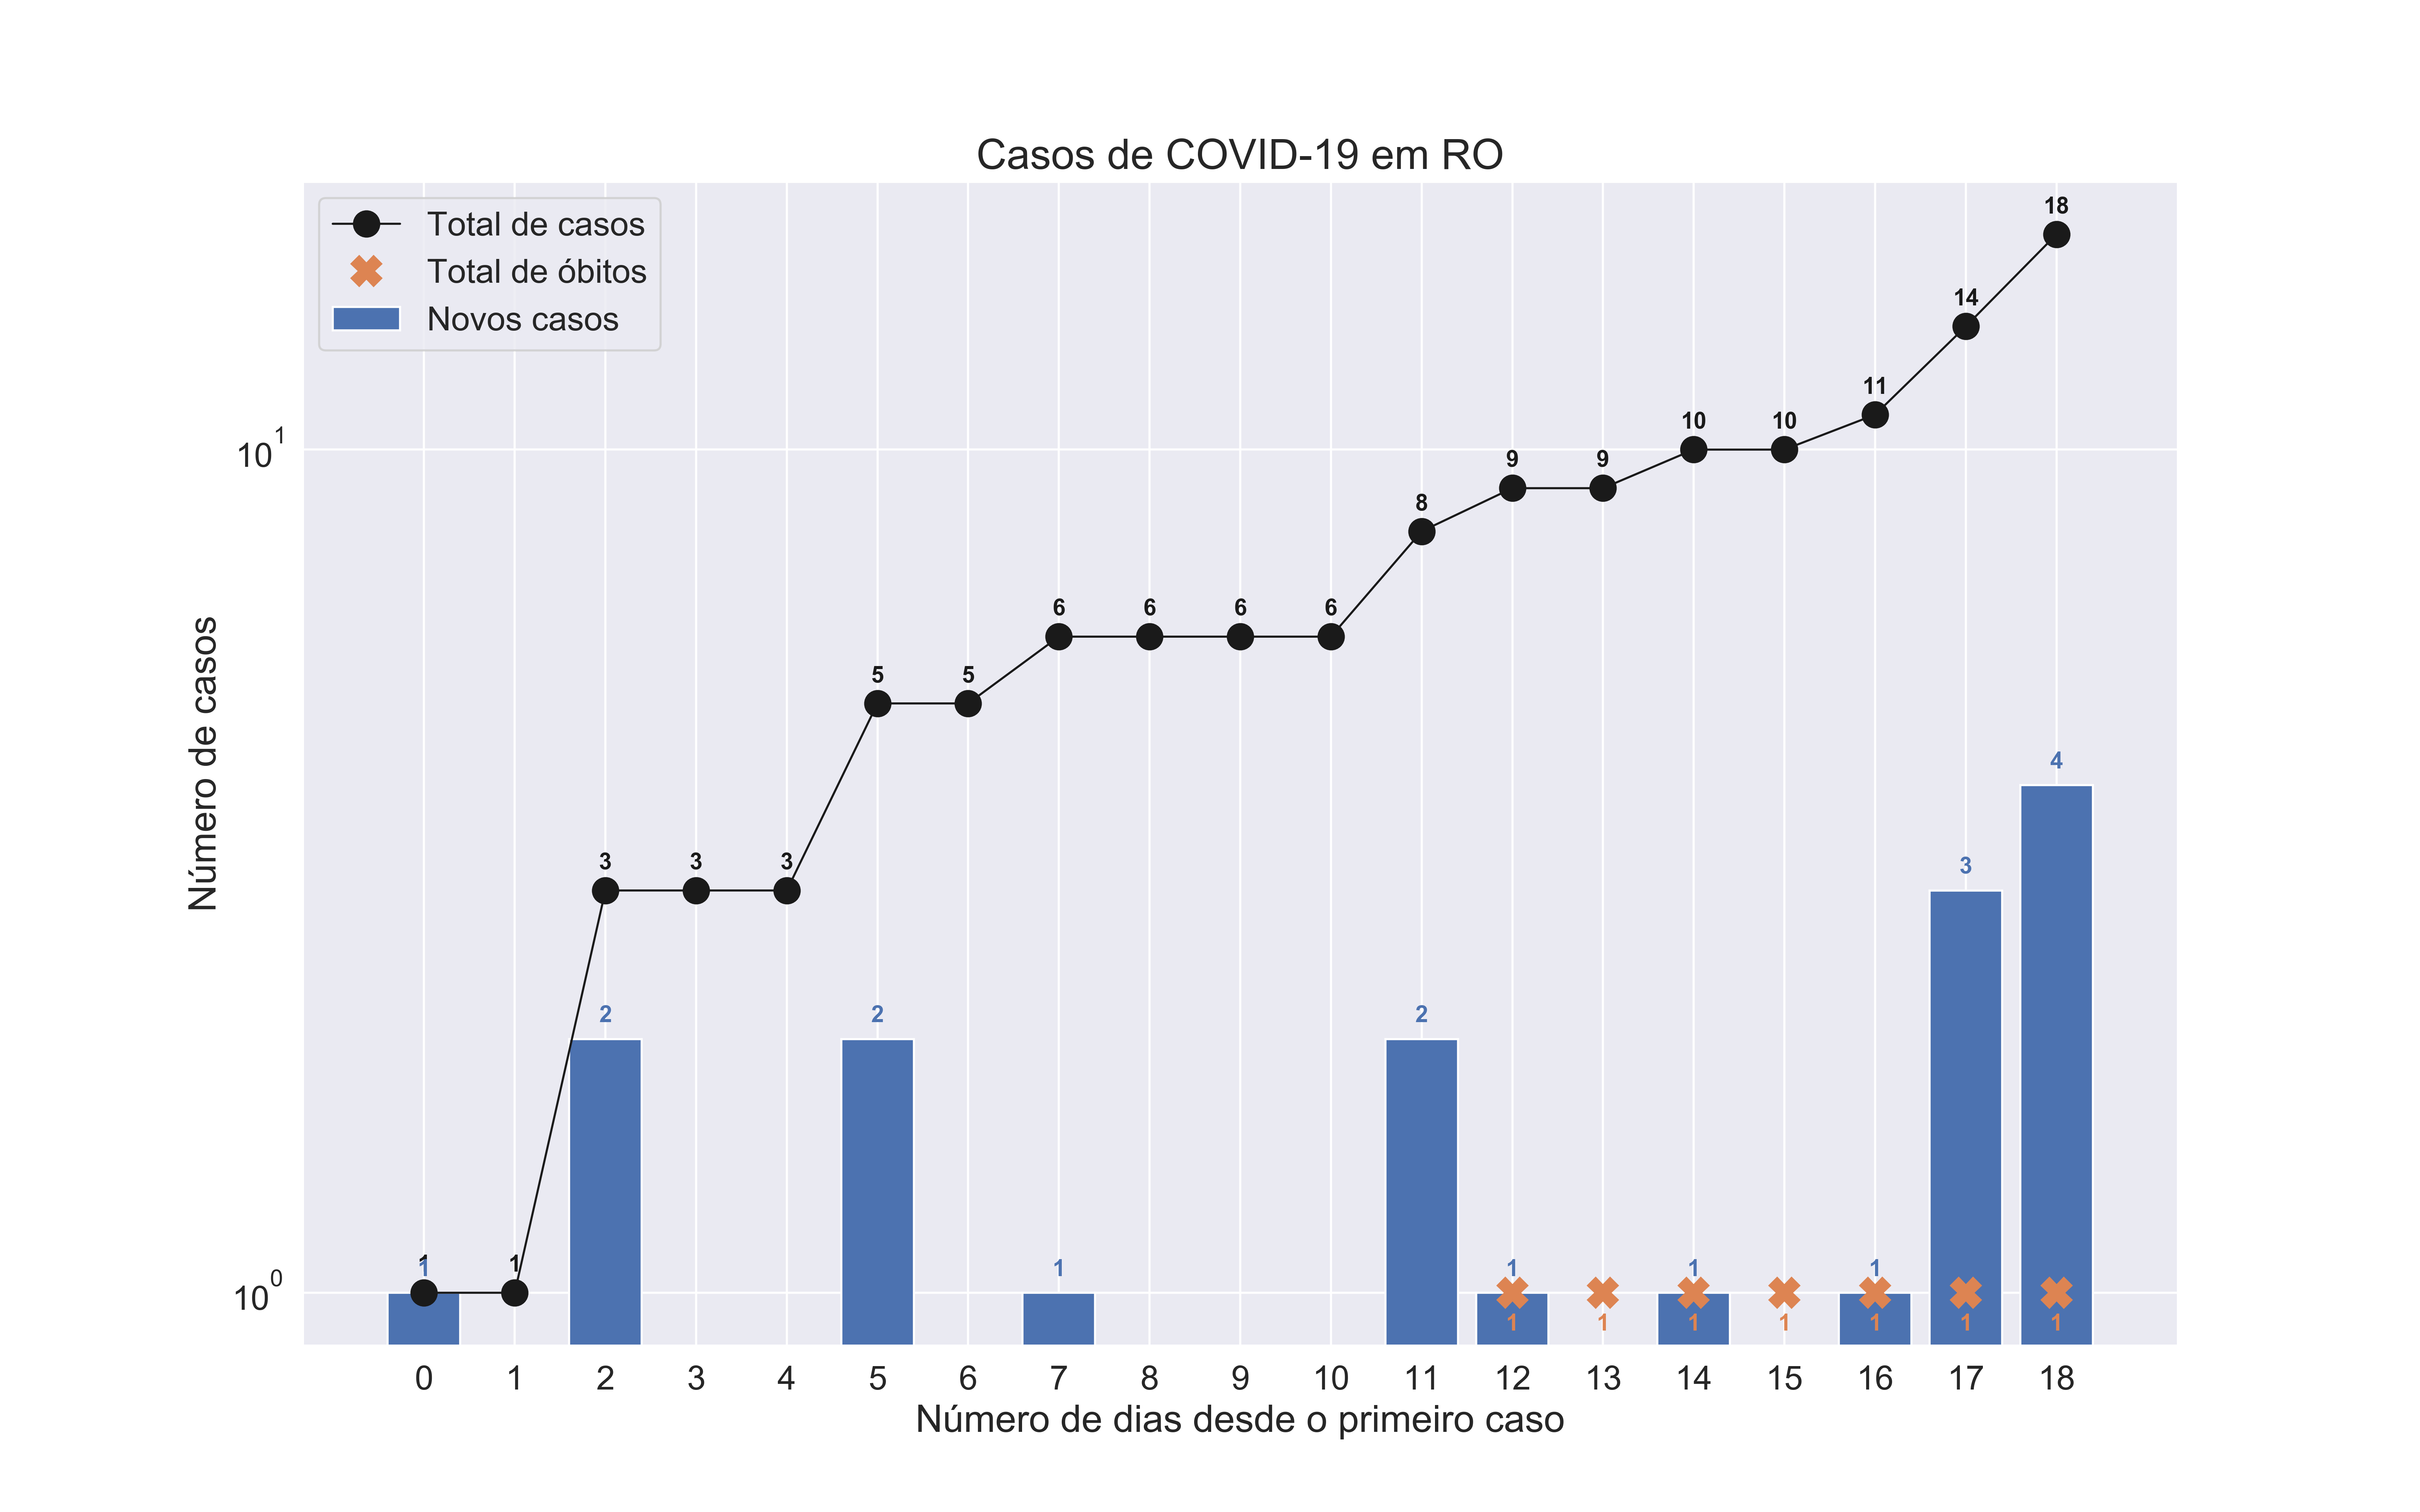 Casos de COVID-19 em RO
Total de casos
Total de óbitos
Novos casos
18
14
11
10 10
9 9
8
6 6 6 6
5 5
3 3 3
1 1
4
3
2 2 2
1 1 1 1 1
1 1 1 1 1 1 1
10^1
10^0
Número de casos
0 1 2 3 4 5 6 7 8 9 10 11 12 13 14 15 16 17 18
Número de dias desde o primeiro caso